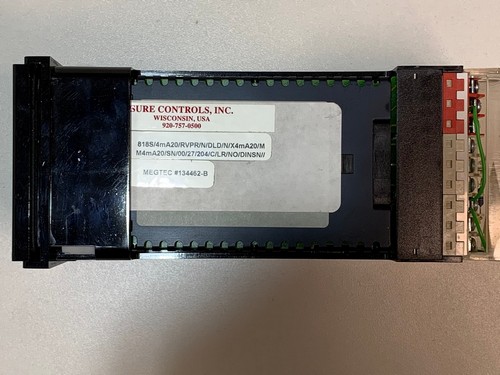 SURE CONTROLS, INC.
WISCONSIN, USA
920-757-0500
818S/4mA20/RVPR/N/DLD/N/X4mA20/M
M4mA20/SN/00/27/204/C/LR/NO/DINSN//
MEGTEC #134462-B